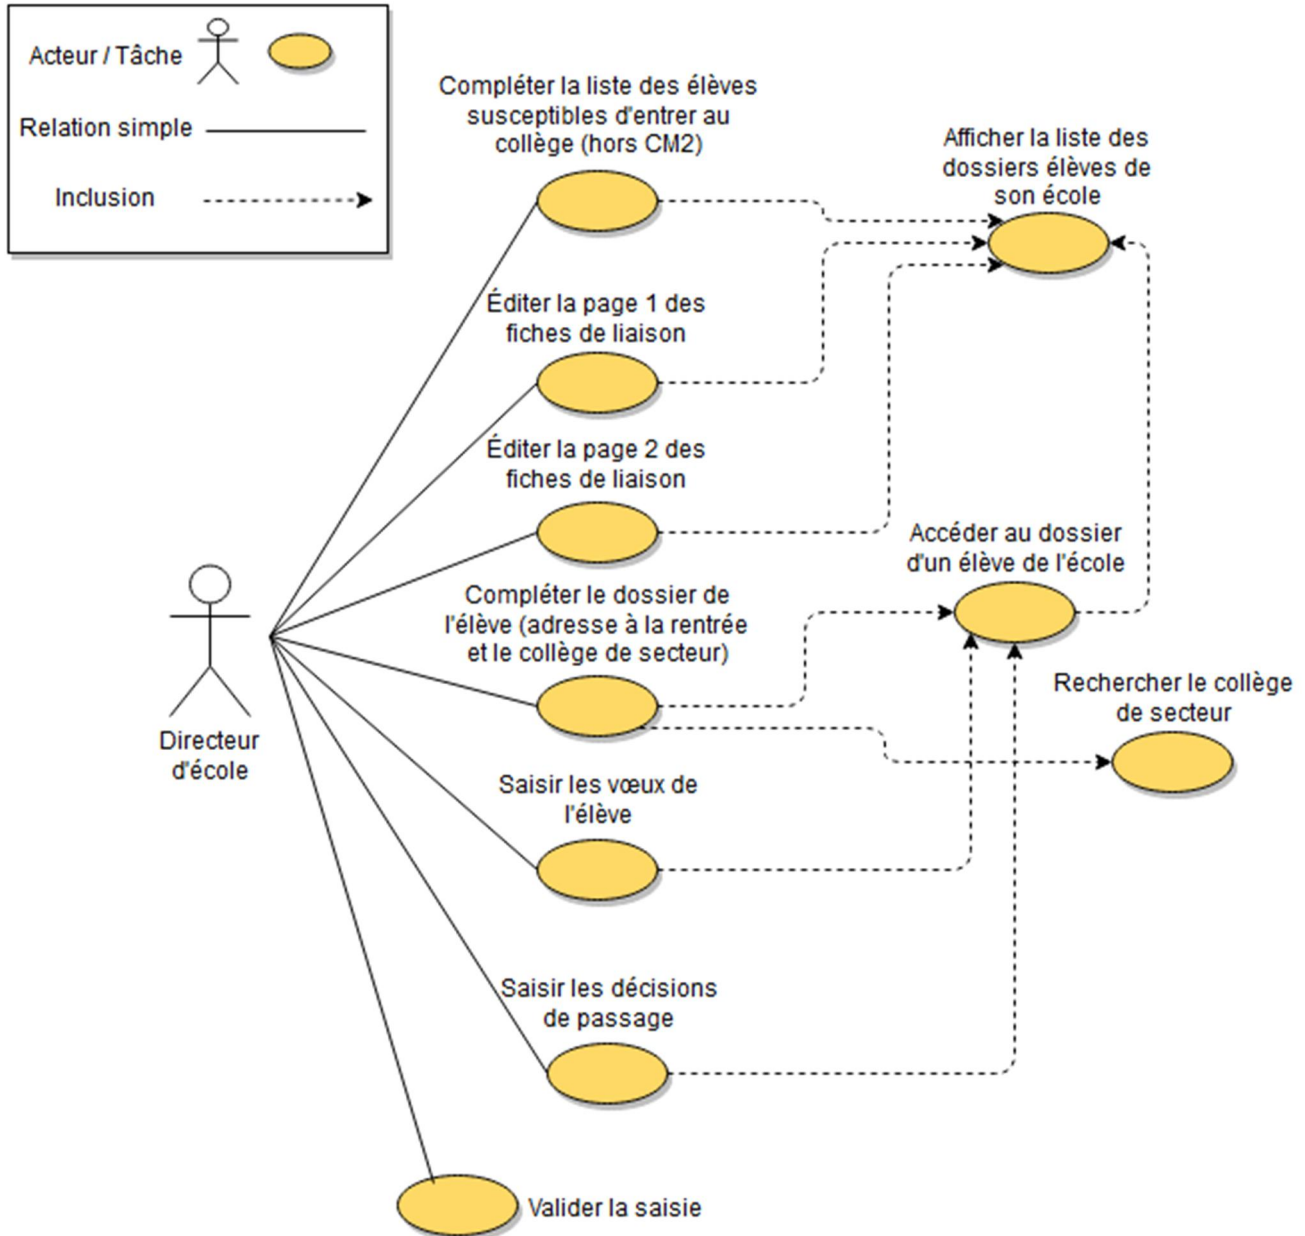 Acteur / Tâche
Relation simple
Inclusion
Compléter la liste des élèves
susceptibles d'entrer au
collège (hors CM2)
Afficher la liste des
dossiers élèves de
son école
Éditer la page 1 des
fiches de liaison
Éditer la page 2 des
fiches de liaison
Accéder au dossier
d'un élève de l'école
Compléter le dossier de
l'élève (adresse à la rentrée
et le collège de secteur)
Rechercher le collège
de secteur
Directeur
d'école
Saisir les vœux de
l'élève
Saisir les décisions
de passage
Valider la saisie